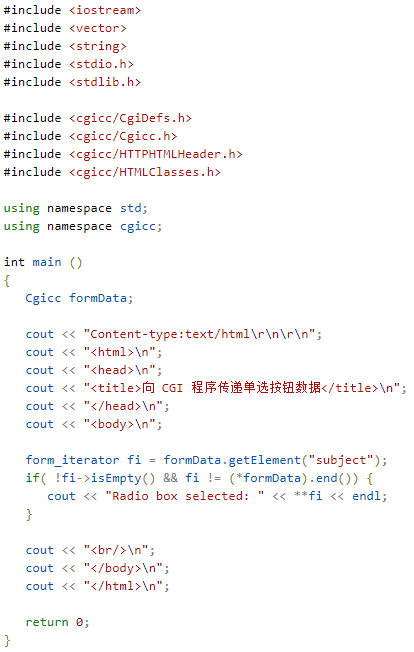 #include <iostream>
#include <vector>
#include <string>
#include <stdio.h>
#include <stdlib.h>

#include <cgicc/CgiDefs.h>
#include <cgicc/Cgicc.h>
#include <cgicc/HTTPHTMLHeader.h>
#include <cgicc/HTMLClasses.h>

using namespace std;
using namespace cgicc;

int main ()
{
   Cgicc formData;

   cout << "Content-type:text/html\r\n\r\n";
   cout << "<html>\n";
   cout << "<head>\n";
   cout << "<title>向 CGI 程序传递单选按钮数据</title>\n";
   cout << "</head>\n";
   cout << "<body>\n";

   form_iterator fi = formData.getElement("subject");
   if( !fi->isEmpty() && fi != (*formData).end()) {
      cout << "Radio box selected: " << **fi << endl;
   }

   cout << "<br/>\n";
   cout << "</body>\n";
   cout << "</html>\n";

   return 0;
}